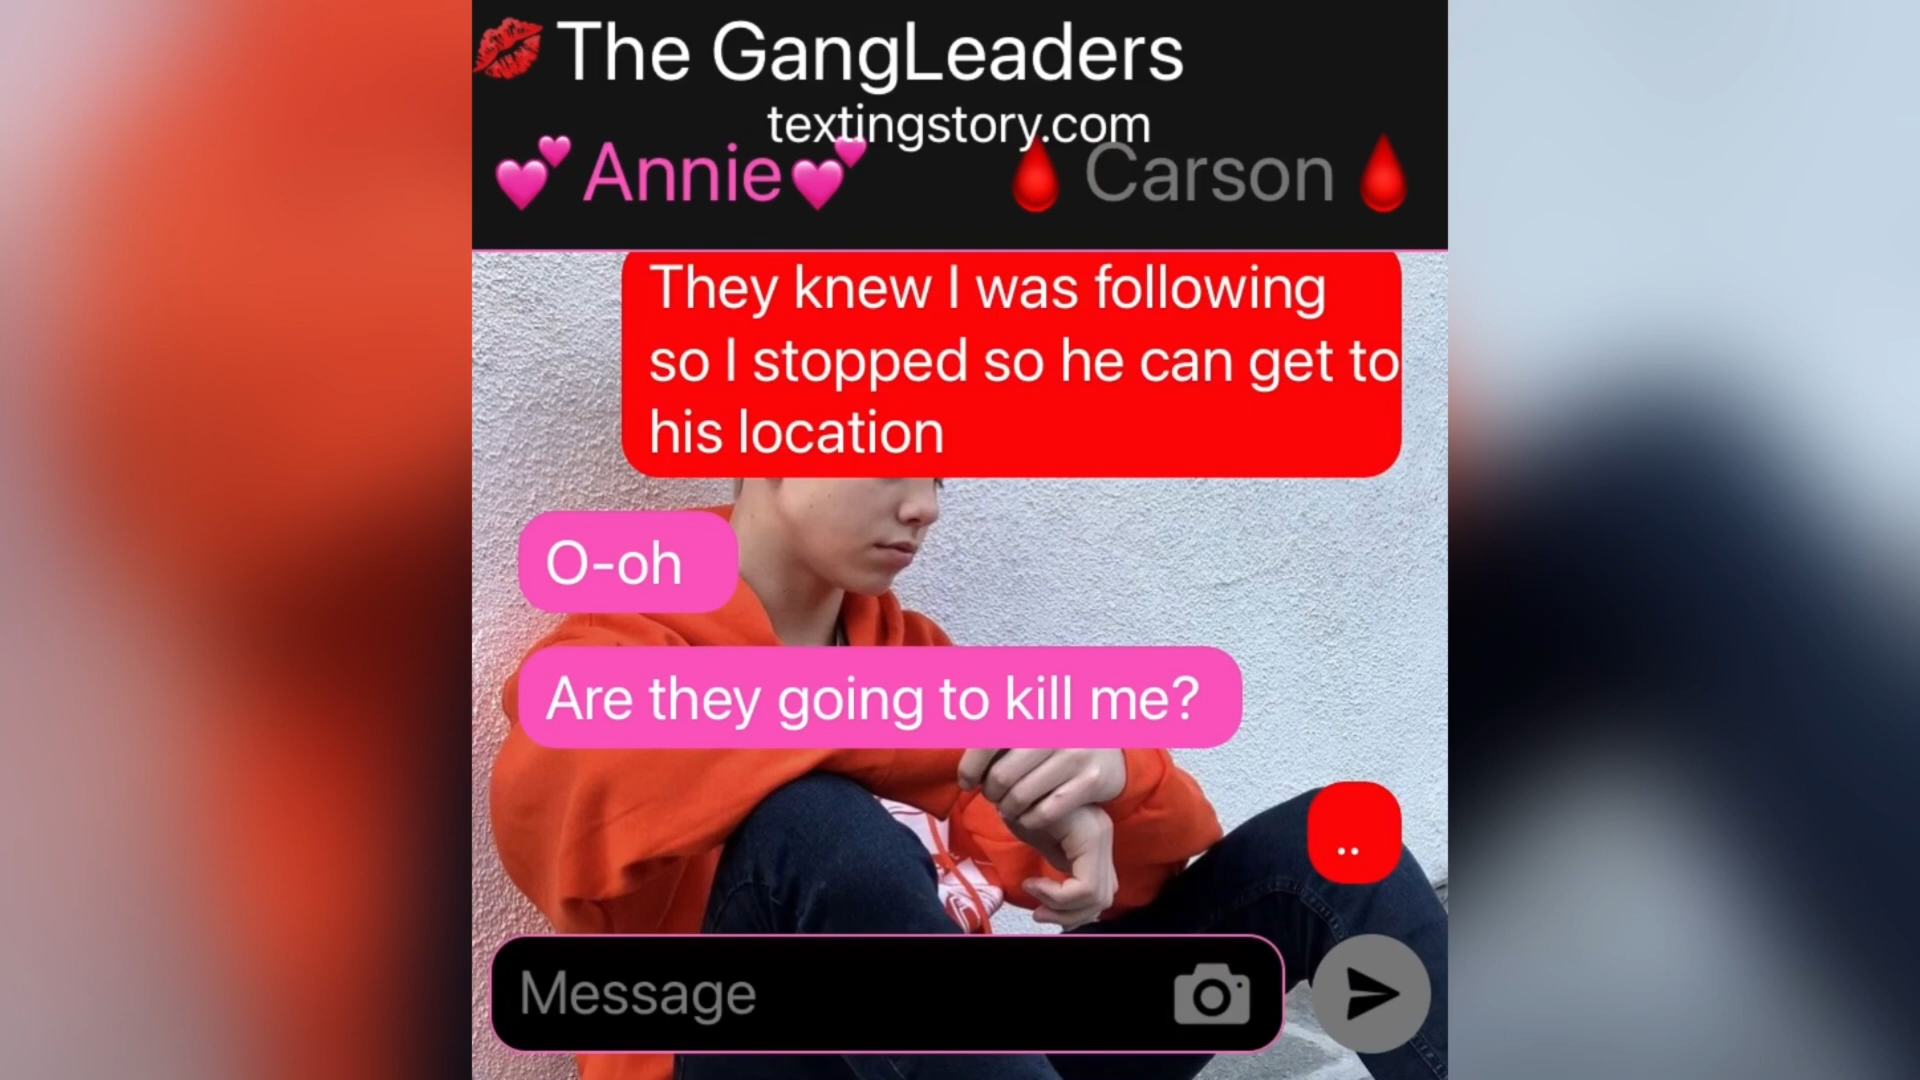 💋The GangLeaders
textingstory.com
💕Annie💕 🩸Carson🩸
They knew I was following
so I stopped so he can get to
his location
O-oh
Are they going to kill me?
..
Message